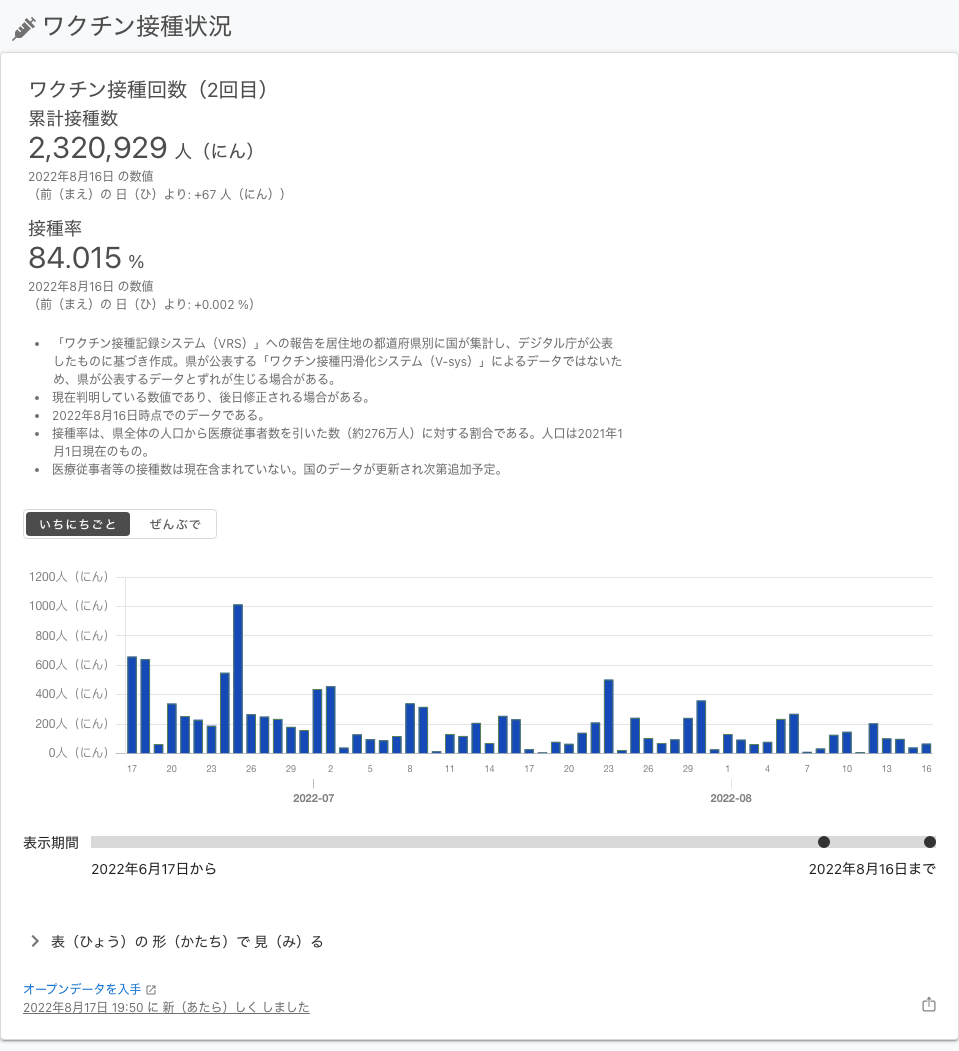 ワクチン接種状況
ワクチン接種回数（2回目）
累計接種数
2,320,929 人（にん）
2022年8月16日 の数値
（前（まえ）の 日（ひ）より: +67 人（にん））
接種率
84.015 %
2022年8月16日 の数値
（前（まえ）の 日（ひ）より: +0.002 %）
• 「ワクチン接種記録システム（VRS）」への報告を居住地の都道府県別に国が集計し、デジタル庁が公表
したものに基づき作成。県が公表する「ワクチン接種円滑化システム（V-sys）」によるデータではないた
め、県が公表するデータとずれが生じる場合がある。
• 現在判明している数値であり、後日修正される場合がある。
• 2022年8月16日時点でのデータである。
• 接種率は、県全体の人口から医療従事者数を引いた数（約276万人）に対する割合である。人口は2021年1
月1日現在のもの。
• 医療従事者等の接種数は現在含まれていない。国のデータが更新され次第追加予定。
いちにちごと ぜんぶで
1200人（にん）
1000人（にん）
800人（にん）
600人（にん）
400人（にん）
200人（にん）
0人（にん）
17 20 23 26 29 2 5 8 11 14 17 20 23 26 29 1 4 7 10 13 16
2022-07 2022-08
表示期間
2022年6月17日から 2022年8月16日まで
表（ひょう）の 形（かたち）で 見（み）る
オープンデータを入手
2022年8月17日 19:50 に 新（あたら）しく しました